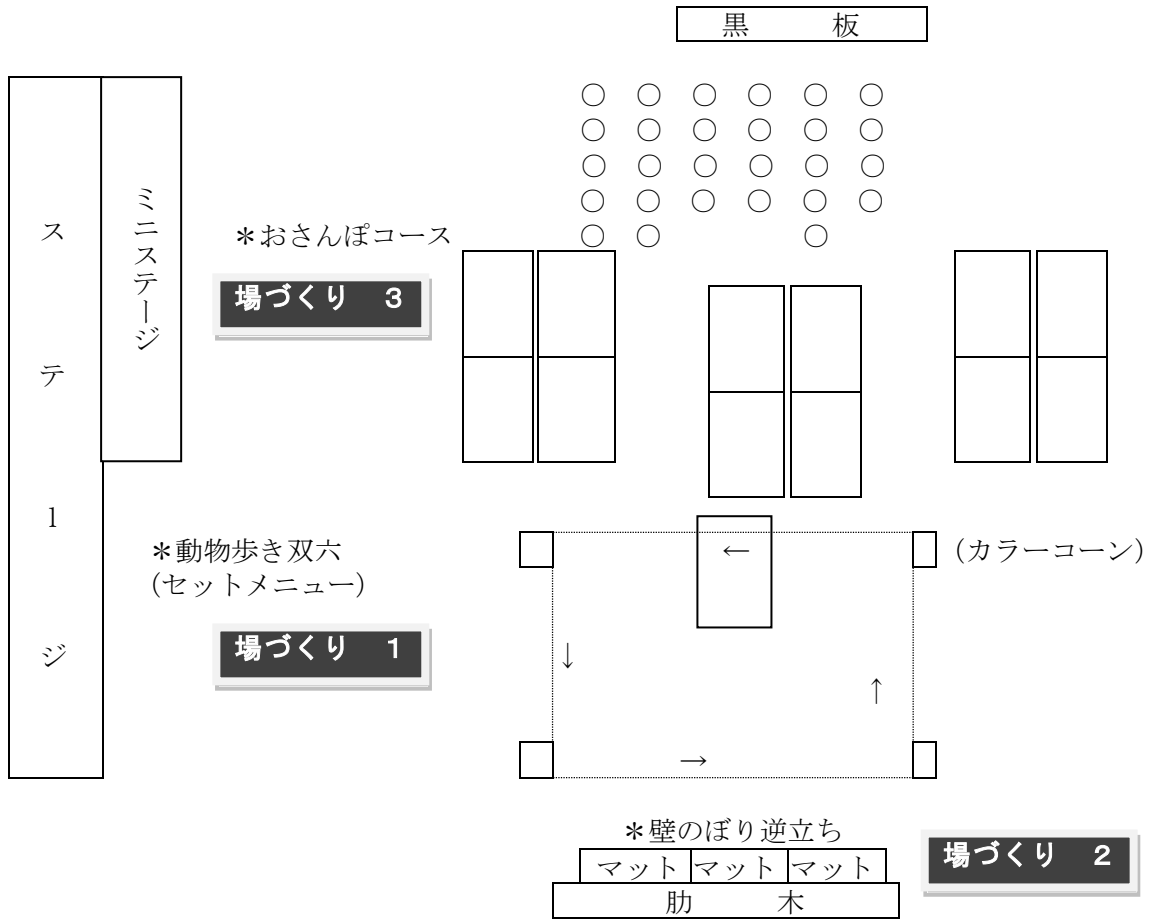 黒　　板
ステージ
ミニステージ
＊おさんぽコース
場づくり　３
＊動物歩き双六
（セットメニュー）
場づくり　１
←
（カラーコーン）
↓
↑
→
＊壁のぼり逆立ち
場づくり　２
マット マット マット
肋　　木